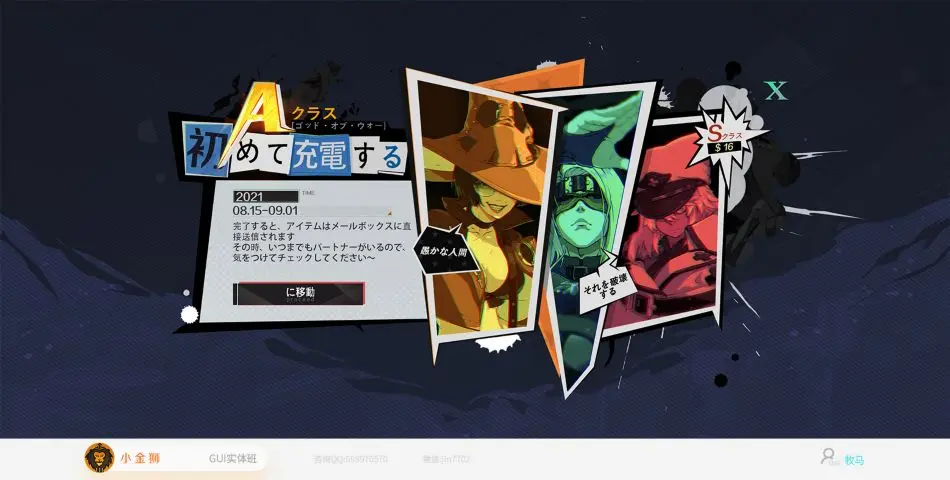 Aクラス
[ゴッド・オブ・ウォー]
初めて充電する
2021
TIME
08.15-09.01
完了すると、アイテムはメールボックスに直
接送信されます
その時、いつまでもパートナーがいるので、
気をつけてチェックしてください〜
に移動
愚かな人間
それを破壊
する
X
Sクラス
$ 16
小金狮
GUI实体班
牧马